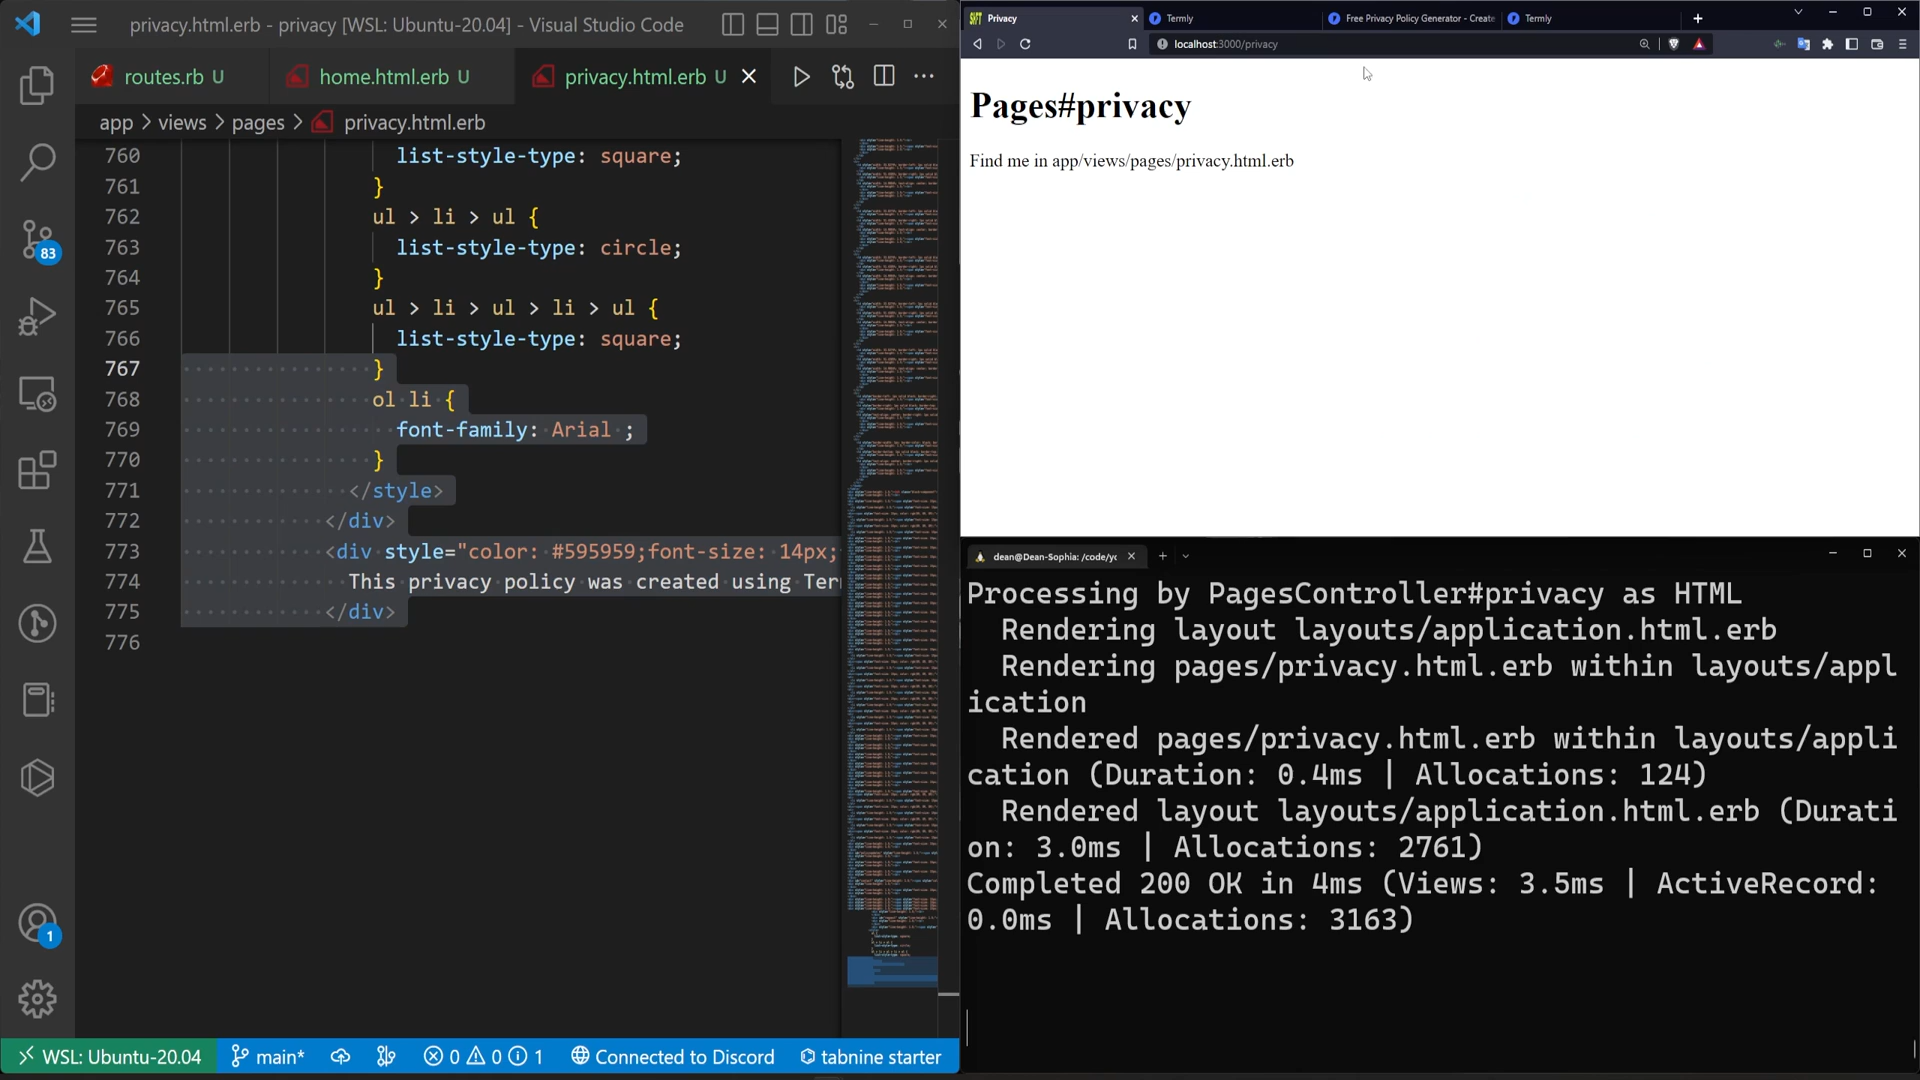 privacy.html.erb - privacy [WSL: Ubuntu-20.04] - Visual Studio Code
routes.rb U
home.html.erb U
privacy.html.erb U
app > views > pages > privacy.html.erb
760 list-style-type: square;
761 }
762 ul > li > ul {
763 list-style-type: circle;
764 }
765 ul > li > ul > li > ul {
766 list-style-type: square;
767 }
768 ol li {
769 font-family: Arial ;
770 }
771 </style>
772 </div>
773 <div style="color: #595959;font-size: 14px;
774 This privacy policy was created using Ter
775 </div>
776
83
1
WSL: Ubuntu-20.04
main*
0 0 1
Connected to Discord
tabnine starter
Privacy
Termly
Free Privacy Policy Generator - Create
Termly
localhost:3000/privacy
Pages#privacy
Find me in app/views/pages/privacy.html.erb
dean@Dean-Sophia: /code/yc
Processing by PagesController#privacy as HTML
Rendering layout layouts/application.html.erb
Rendering pages/privacy.html.erb within layouts/appl
ication
Rendered pages/privacy.html.erb within layouts/appli
cation (Duration: 0.4ms | Allocations: 124)
Rendered layout layouts/application.html.erb (Durati
on: 3.0ms | Allocations: 2761)
Completed 200 OK in 4ms (Views: 3.5ms | ActiveRecord:
0.0ms | Allocations: 3163)